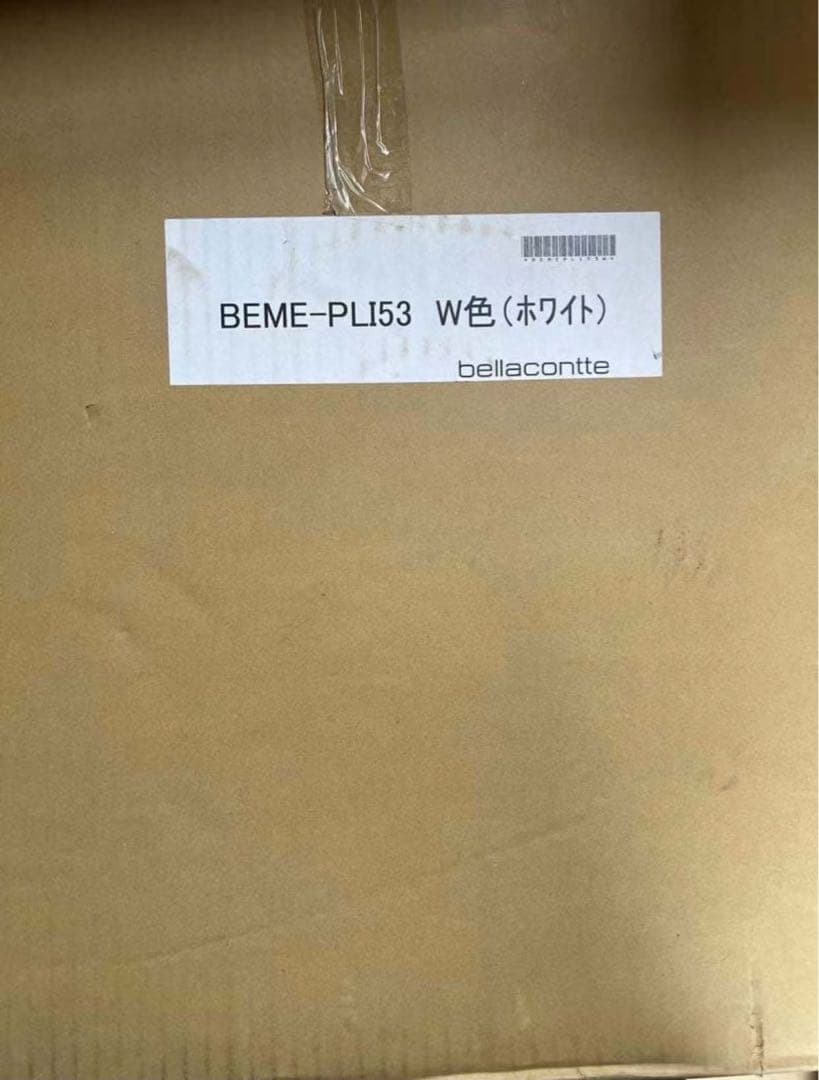 BEME-PLI53 W色(ﾎﾜｲﾄ)
bellacontte